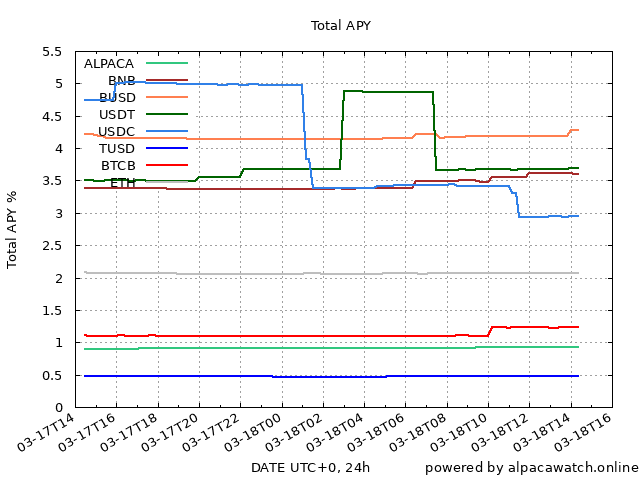 Total APY
5.5
5
4.5
4
3.5
3
2.5
2
1.5
1
0.5
0
Total APY %
ALPACA
BNB
BUSD
USDT
USDC
TUSD
BTCB
ETH
03-17T14
03-17T16
03-17T18
03-17T20
03-17T22
03-18T00
03-18T02
03-18T04
03-18T06
03-18T08
03-18T10
03-18T12
03-18T14
03-18T16
DATE UTC+0, 24h
powered by alpacawatch.online